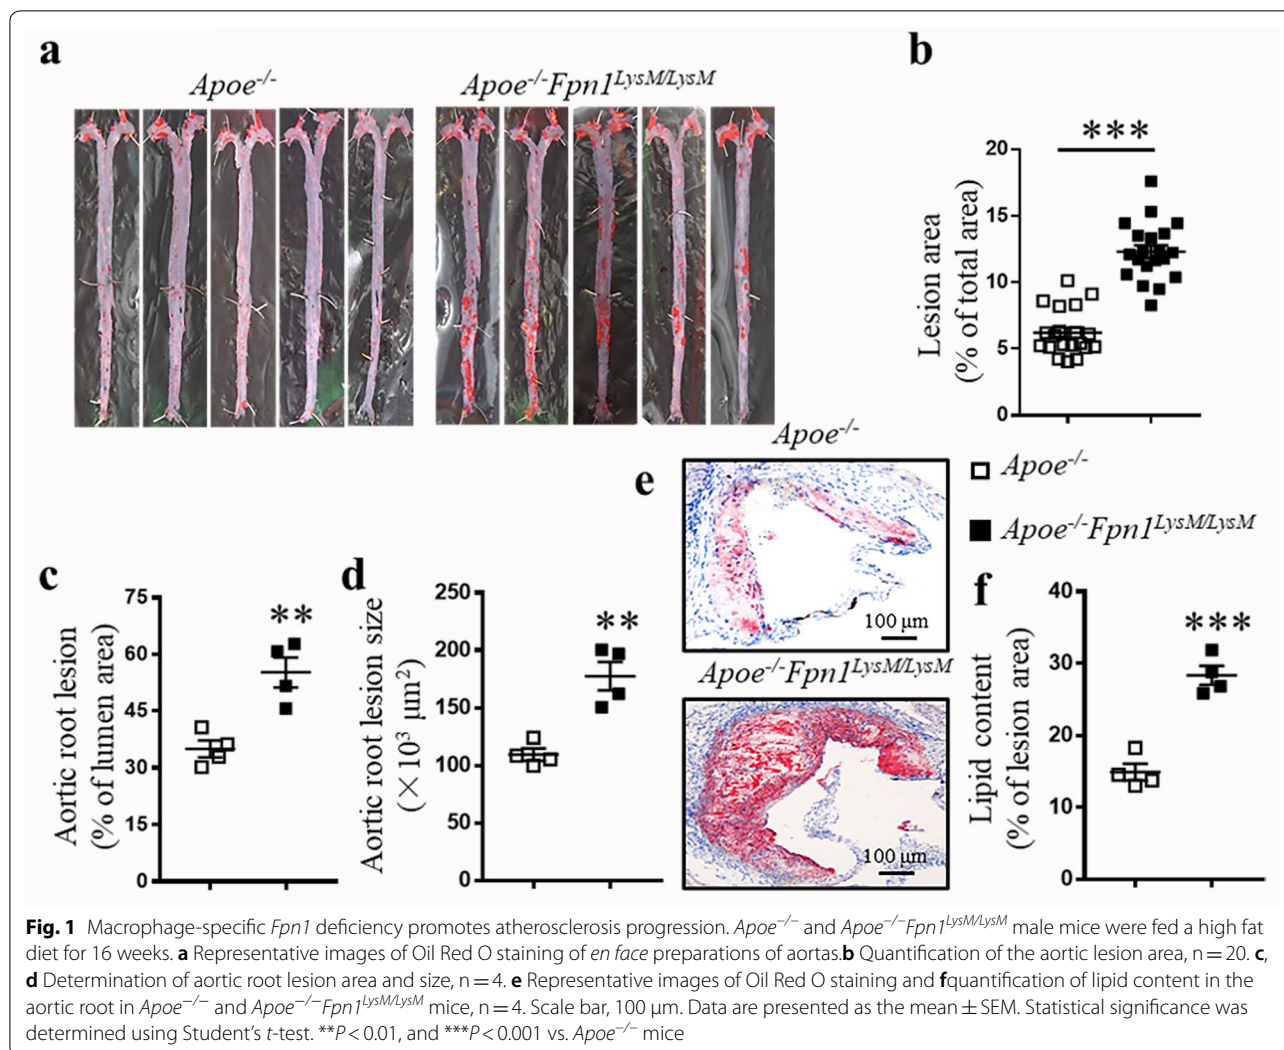 a
Apoe-/-
Apoe-/-Fpn1LysM/LysM
b
***
Lesion area
(% of total area)
20
15
10
5
0
Apoe-/-
Apoe-/-Fpn1LysM/LysM
c
Aortic root lesion
(% of lumen area)
75
60
45
30
15
0
**
d
Aortic root lesion size
(× 10³ µm²)
250
200
150
100
50
0
**
e
Apoe-/-
100 µm
Apoe-/-Fpn1LysM/LysM
100 µm
f
Lipid content
(% of lesion area)
40
30
20
10
0
***
Fig. 1 Macrophage-specific Fpn1 deficiency promotes atherosclerosis progression. Apoe−/− and Apoe−/−Fpn1LysM/LysM male mice were fed a high fat
diet for 16 weeks. a Representative images of Oil Red O staining of en face preparations of aortas.b Quantification of the aortic lesion area, n = 20. c,
d Determination of aortic root lesion area and size, n = 4. e Representative images of Oil Red O staining and fquantification of lipid content in the
aortic root in Apoe−/− and Apoe−/−Fpn1LysM/LysM mice, n = 4. Scale bar, 100 µm. Data are presented as the mean ± SEM. Statistical significance was
determined using Student’s t-test. **P < 0.01, and ***P < 0.001 vs. Apoe−/− mice